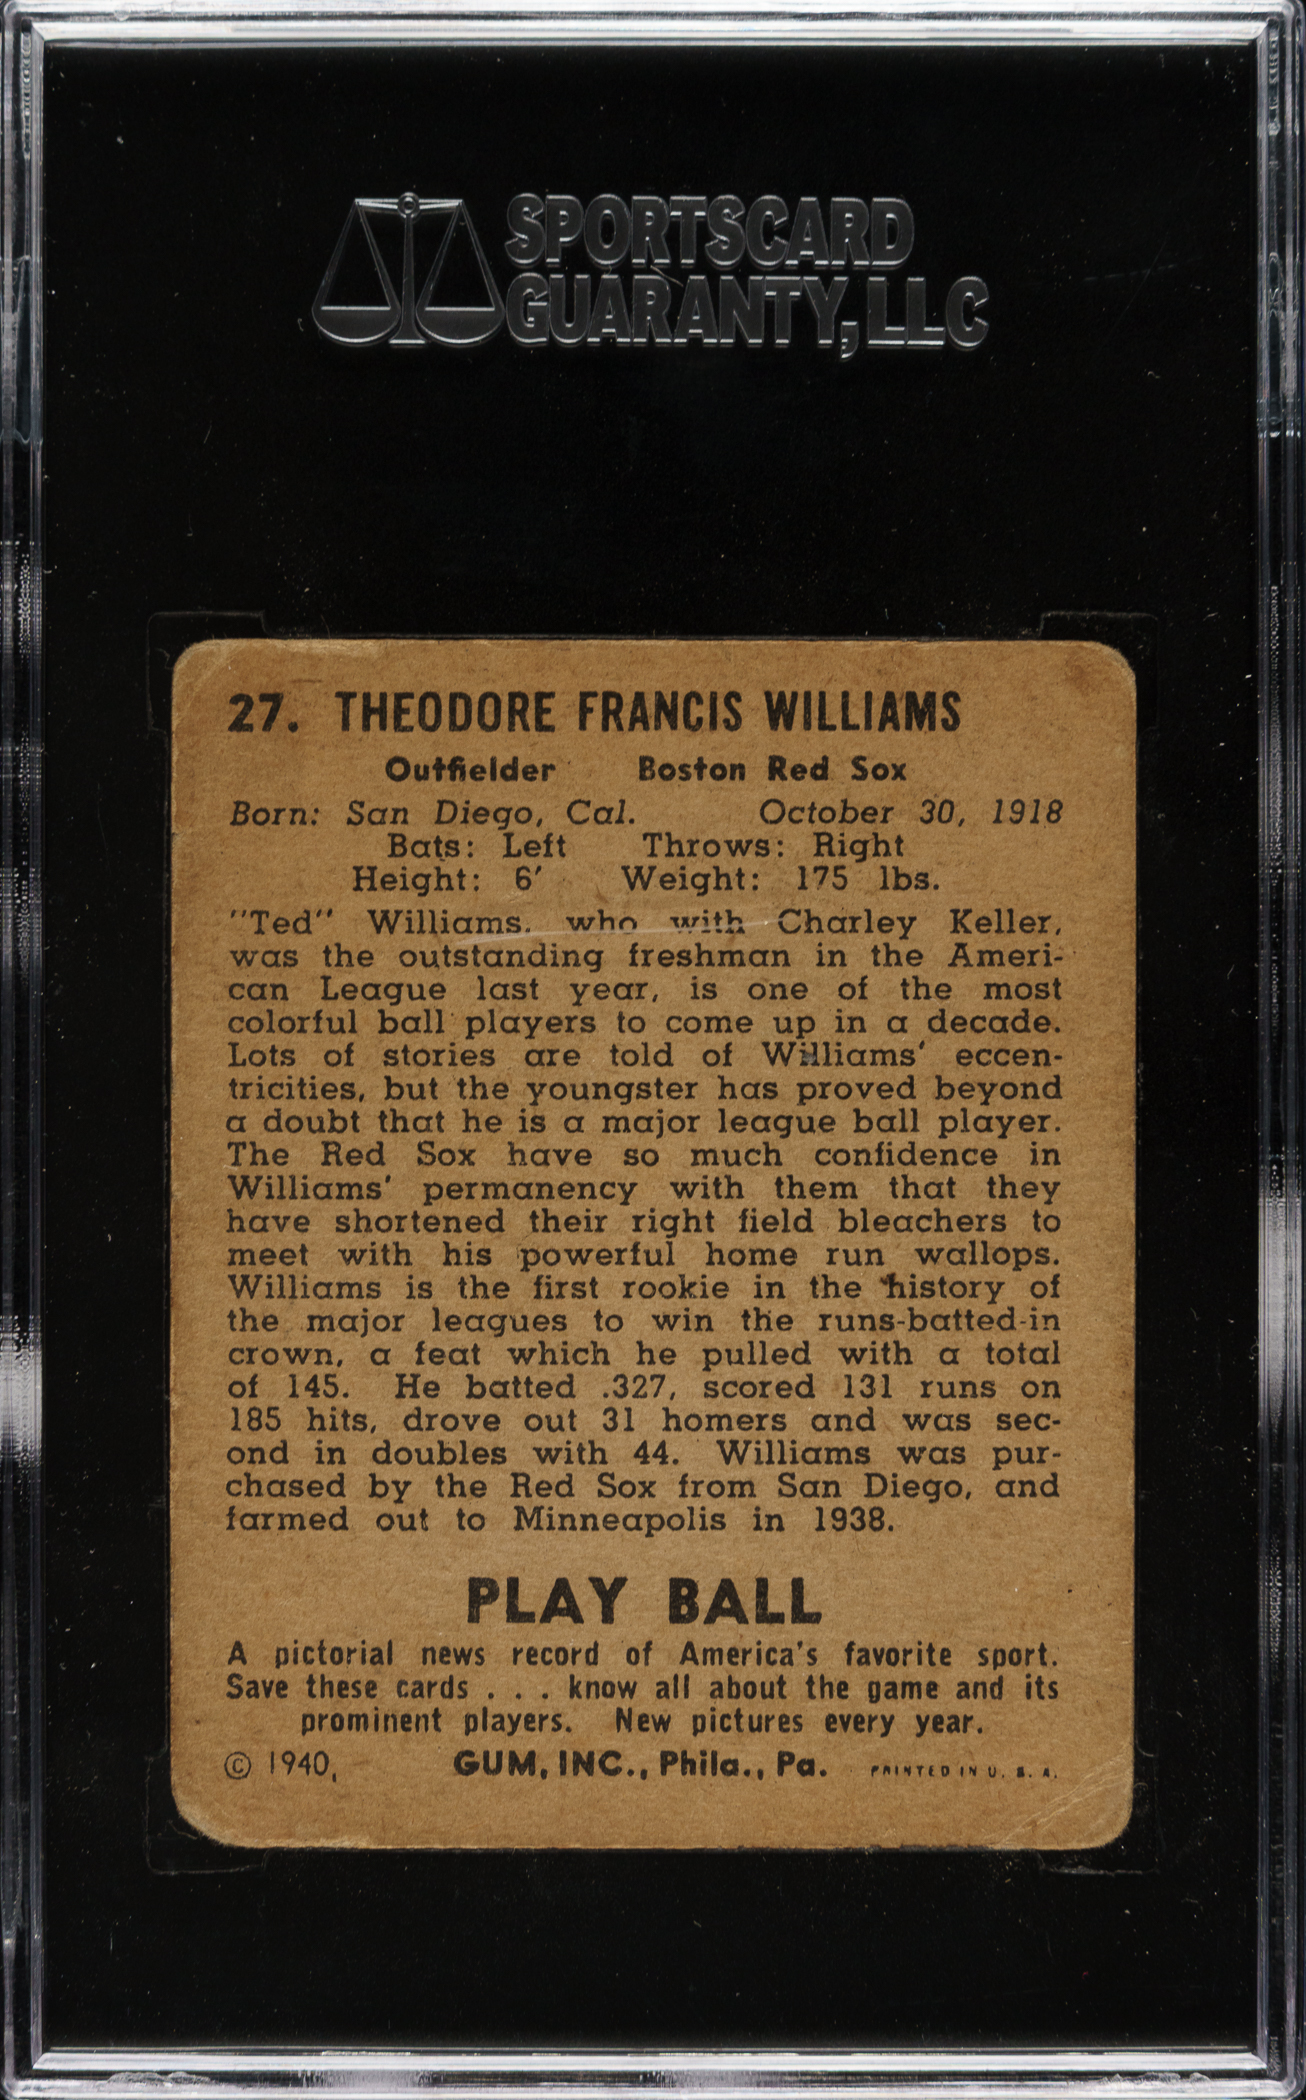 SPORTSCARD
GUARANTY, LLC
27. THEODORE FRANCIS WILLIAMS
Outfielder Boston Red Sox
Born: San Diego, Cal. October 30, 1918
Bats: Left Throws: Right
Height: 6' Weight: 175 lbs.
"Ted" Williams, who with Charley Keller,
was the outstanding freshman in the Ameri-
can League last year, is one of the most
colorful ball players to come up in a decade.
Lots of stories are told of Williams' eccen-
tricities, but the youngster has proved beyond
a doubt that he is a major league ball player.
The Red Sox have so much confidence in
Williams' permanency with them that they
have shortened their right field bleachers to
meet with his powerful home run wallops.
Williams is the first rookie in the history of
the major leagues to win the runs-batted-in
crown, a feat which he pulled with a total
of 145. He batted .327, scored 131 runs on
185 hits, drove out 31 homers and was sec-
ond in doubles with 44. Williams was pur-
chased by the Red Sox from San Diego, and
farmed out to Minneapolis in 1938.
PLAY BALL
A pictorial news record of America's favorite sport.
Save these cards . . . know all about the game and its
prominent players. New pictures every year.
© 1940, GUM, INC., Phila., Pa. PRINTED IN U. S. A.